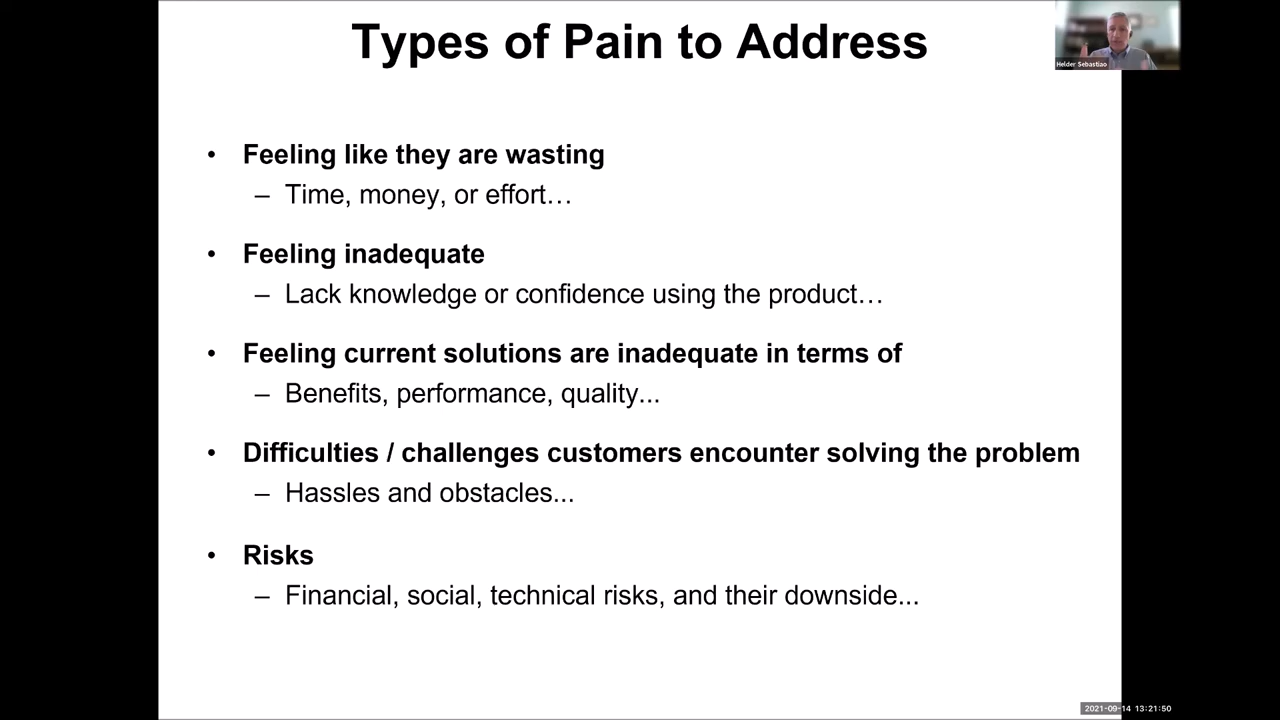 Types of Pain to Address
Helder Sebastiao
• Feeling like they are wasting
– Time, money, or effort…
• Feeling inadequate
– Lack knowledge or confidence using the product…
• Feeling current solutions are inadequate in terms of
– Benefits, performance, quality...
• Difficulties / challenges customers encounter solving the problem
– Hassles and obstacles...
• Risks
– Financial, social, technical risks, and their downside...
2021-09-14 13:21:50